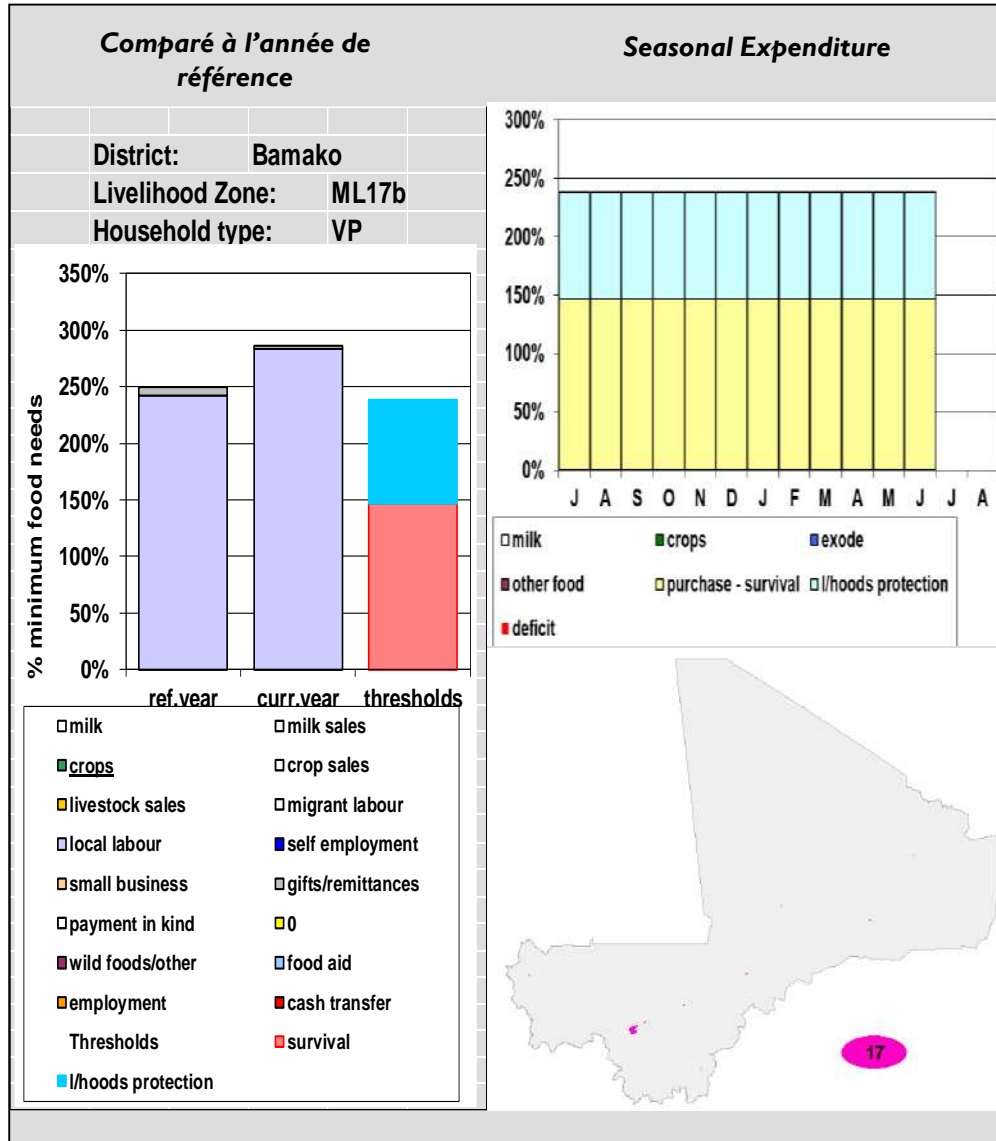 Comparé à l'année de
référence
District: Bamako
Livelihood Zone: ML17b
Household type: VP
350%
300%
250%
200%
150%
100%
50%
0%
% minimum food needs
ref.year curr.year thresholds
milk milk sales
crops crop sales
livestock sales migrant labour
local labour self employment
small business gifts/remittances
payment in kind 0
wild foods/other food aid
employment cash transfer
Thresholds survival
l/hoods protection
Seasonal Expenditure
300%
250%
200%
150%
100%
50%
0%
J A S O N D J F M A M J J A
milk crops exode
other food purchase - survival l/hoods protection
deficit
17